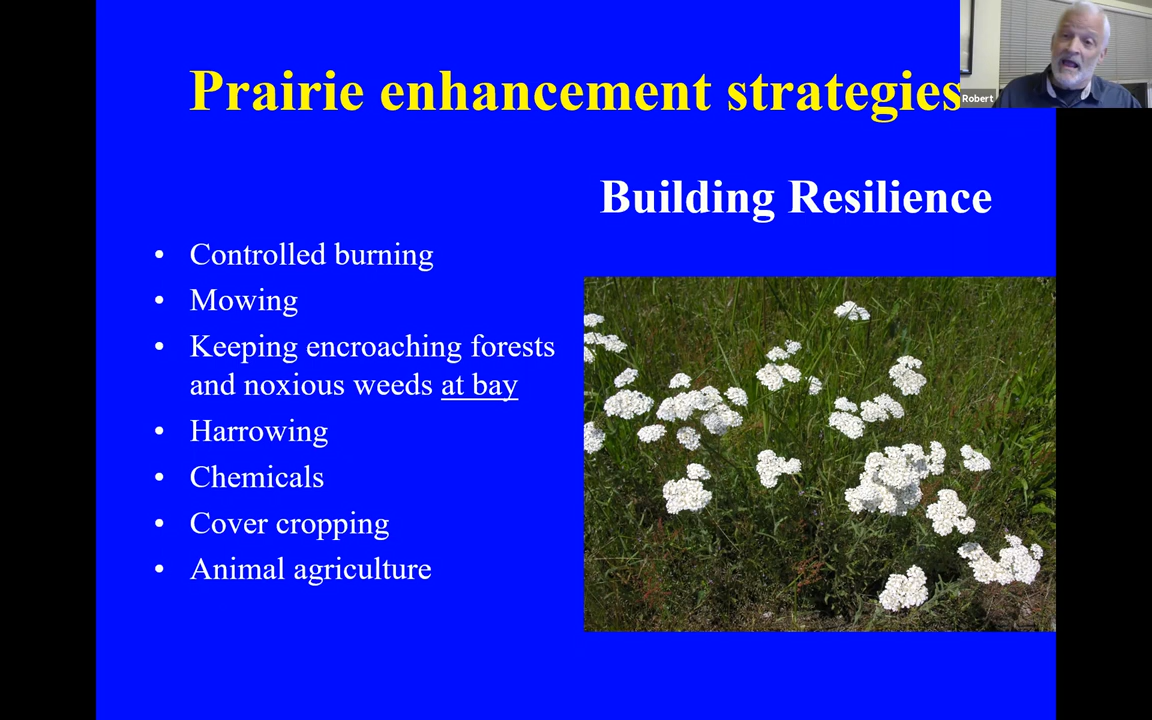 Prairie enhancement strategies
Robert
Building Resilience
• Controlled burning
• Mowing
• Keeping encroaching forests
and noxious weeds at bay
• Harrowing
• Chemicals
• Cover cropping
• Animal agriculture